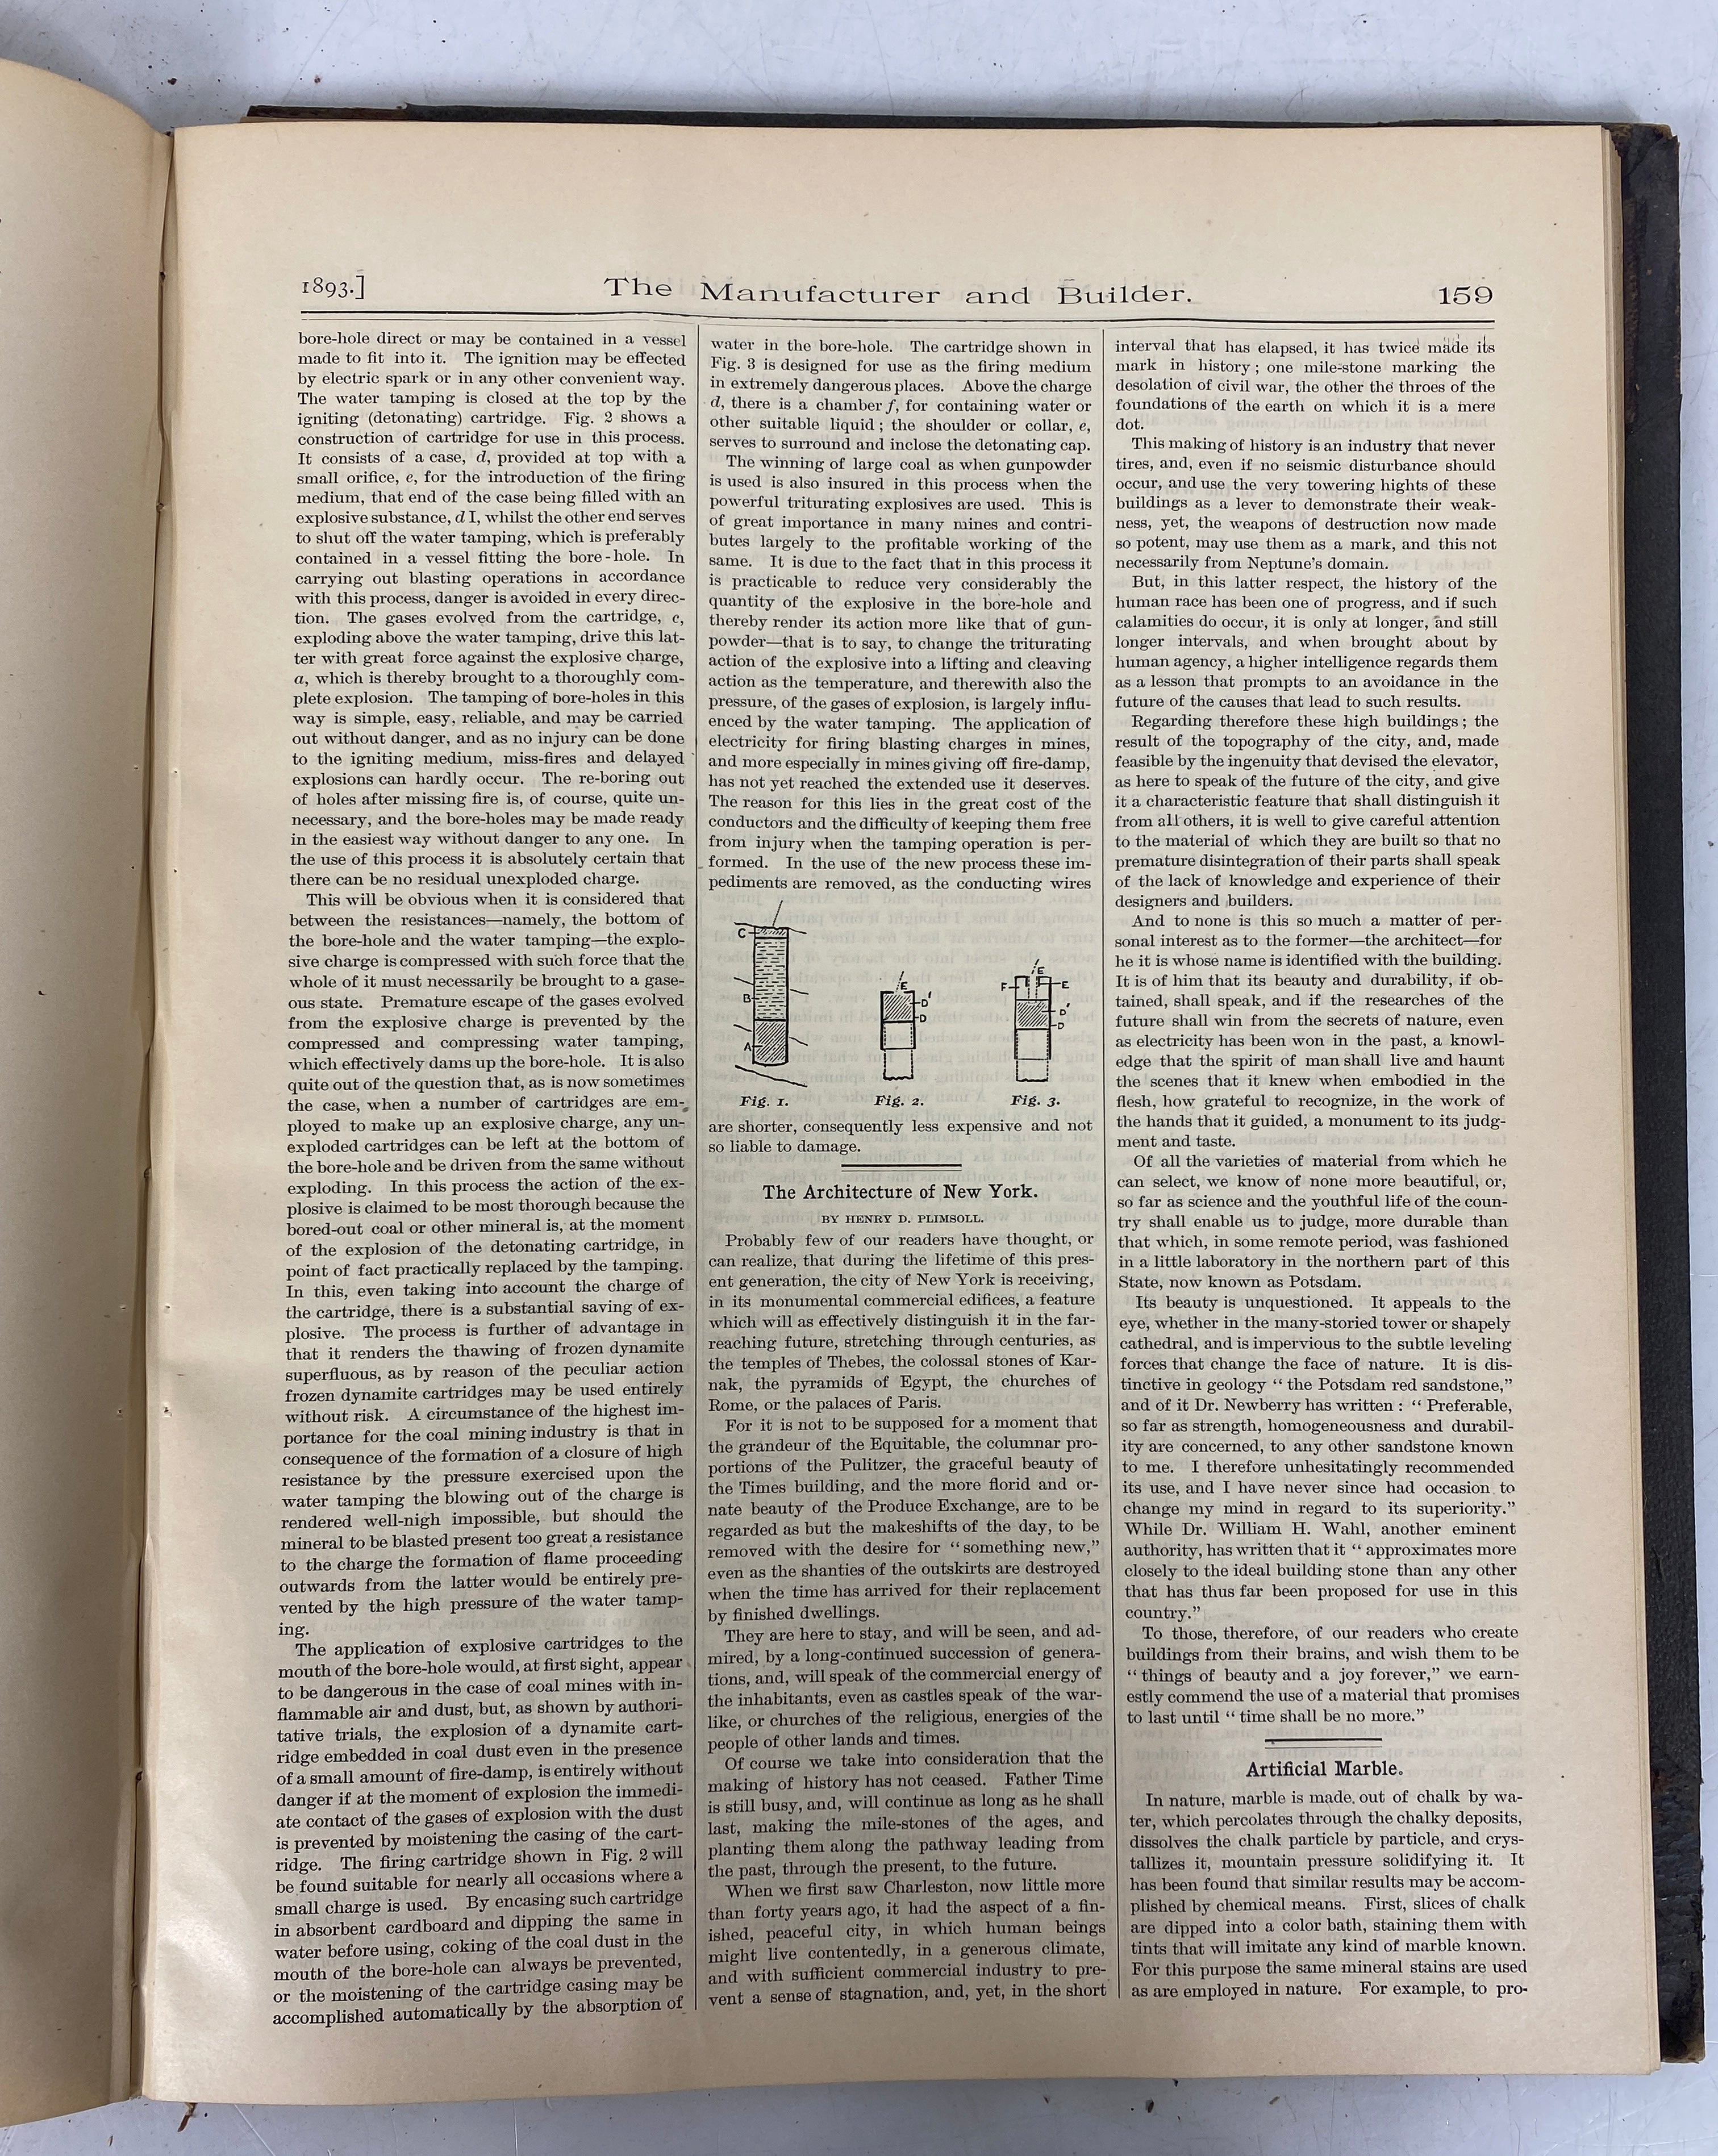 1893.]
The Manufacturer and Builder.
159
bore-hole direct or may be contained in a vessel
made to fit into it. The ignition may be effected
by electric spark or in any other convenient way.
The water tamping is closed at the top by the
igniting (detonating) cartridge. Fig. 2 shows a
construction of cartridge for use in this process.
It consists of a case, d, provided at top with a
small orifice, e, for the introduction of the firing
medium, that end of the case being filled with an
explosive substance, d I, whilst the other end serves
to shut off the water tamping, which is preferably
contained in a vessel fitting the bore-hole. In
carrying out blasting operations in accordance
with this process, danger is avoided in every direc-
tion. The gases evolved from the cartridge, c,
exploding above the water tamping, drive this lat-
ter with great force against the explosive charge,
a, which is thereby brought to a thoroughly com-
plete explosion. The tamping of bore-holes in this
way is simple, easy, reliable, and may be carried
out without danger, and as no injury can be done
to the igniting medium, miss-fires and delayed
explosions can hardly occur. The re-boring out
of holes after missing fire is, of course, quite un-
necessary, and the bore-holes may be made ready
in the easiest way without danger to any one. In
the use of this process it is absolutely certain that
there can be no residual unexploded charge.
This will be obvious when it is considered that
between the resistances—namely, the bottom of
the bore-hole and the water tamping—the explo-
sive charge is compressed with such force that the
whole of it must necessarily be brought to a gase-
ous state. Premature escape of the gases evolved
from the explosive charge is prevented by the
compressed and compressing water tamping,
which effectively dams up the bore-hole. It is also
quite out of the question that, as is now sometimes
the case, when a number of cartridges are em-
ployed to make up an explosive charge, any un-
exploded cartridges can be left at the bottom of
the bore-hole and be driven from the same without
exploding. In this process the action of the ex-
plosive is claimed to be most thorough because the
bored-out coal or other mineral is, at the moment
of the explosion of the detonating cartridge, in
point of fact practically replaced by the tamping.
In this, even taking into account the charge of
the cartridge, there is a substantial saving of ex-
plosive. The process is further of advantage in
that it renders the thawing of frozen dynamite
superfluous, as by reason of the peculiar action
frozen dynamite cartridges may be used entirely
without risk. A circumstance of the highest im-
portance for the coal mining industry is that in
consequence of the formation of a closure of high
resistance by the pressure exercised upon the
water tamping the blowing out of the charge is
rendered well-nigh impossible, but should the
mineral to be blasted present too great a resistance
to the charge the formation of flame proceeding
outwards from the latter would be entirely pre-
vented by the high pressure of the water tamp-
ing.
The application of explosive cartridges to the
mouth of the bore-hole would, at first sight, appear
to be dangerous in the case of coal mines with in-
flammable air and dust, but, as shown by authori-
tative trials, the explosion of a dynamite cart-
ridge embedded in coal dust even in the presence
of a small amount of fire-damp, is entirely without
danger if at the moment of explosion the immedi-
ate contact of the gases of explosion with the dust
is prevented by moistening the casing of the cart-
ridge. The firing cartridge shown in Fig. 2 will
be found suitable for nearly all occasions where a
small charge is used. By encasing such cartridge
in absorbent cardboard and dipping the same in
water before using, coking of the coal dust in the
mouth of the bore-hole can always be prevented,
or the moistening of the cartridge casing may be
accomplished automatically by the absorption of
water in the bore-hole. The cartridge shown in
Fig. 3 is designed for use as the firing medium
in extremely dangerous places. Above the charge
d, there is a chamber f, for containing water or
other suitable liquid; the shoulder or collar, e,
serves to surround and inclose the detonating cap.
The winning of large coal as when gunpowder
is used is also insured in this process when the
powerful triturating explosives are used. This is
of great importance in many mines and contri-
butes largely to the profitable working of the
same. It is due to the fact that in this process it
is practicable to reduce very considerably the
quantity of the explosive in the bore-hole and
thereby render its action more like that of gun-
powder—that is to say, to change the triturating
action of the explosive into a lifting and cleaving
action as the temperature, and therewith also the
pressure, of the gases of explosion, is largely influ-
enced by the water tamping. The application of
electricity for firing blasting charges in mines,
and more especially in mines giving off fire-damp,
has not yet reached the extended use it deserves.
The reason for this lies in the great cost of the
conductors and the difficulty of keeping them free
from injury when the tamping operation is per-
formed. In the use of the new process these im-
pediments are removed, as the conducting wires
C
B
A
E
D'
D
F
E
E
D'
D
Fig. 1.
Fig. 2.
Fig. 3.
are shorter, consequently less expensive and not
so liable to damage.
The Architecture of New York.
BY HENRY D. PLIMSOLL.
Probably few of our readers have thought, or
can realize, that during the lifetime of this pres-
ent generation, the city of New York is receiving,
in its monumental commercial edifices, a feature
which will as effectively distinguish it in the far-
reaching future, stretching through centuries, as
the temples of Thebes, the colossal stones of Kar-
nak, the pyramids of Egypt, the churches of
Rome, or the palaces of Paris.
For it is not to be supposed for a moment that
the grandeur of the Equitable, the columnar pro-
portions of the Pulitzer, the graceful beauty of
the Times building, and the more florid and or-
nate beauty of the Produce Exchange, are to be
regarded as but the makeshifts of the day, to be
removed with the desire for “something new,”
even as the shanties of the outskirts are destroyed
when the time has arrived for their replacement
by finished dwellings.
They are here to stay, and will be seen, and ad-
mired, by a long-continued succession of genera-
tions, and, will speak of the commercial energy of
the inhabitants, even as castles speak of the war-
like, or churches of the religious, energies of the
people of other lands and times.
Of course we take into consideration that the
making of history has not ceased. Father Time
is still busy, and, will continue as long as he shall
last, making the mile-stones of the ages, and
planting them along the pathway leading from
the past, through the present, to the future.
When we first saw Charleston, now little more
than forty years ago, it had the aspect of a fin-
ished, peaceful city, in which human beings
might live contentedly, in a generous climate,
and with sufficient commercial industry to pre-
vent a sense of stagnation, and, yet, in the short
interval that has elapsed, it has twice made its
mark in history; one mile-stone marking the
desolation of civil war, the other the throes of the
foundations of the earth on which it is a mere
dot.
This making of history is an industry that never
tires, and, even if no seismic disturbance should
occur, and use the very towering hights of these
buildings as a lever to demonstrate their weak-
ness, yet, the weapons of destruction now made
so potent, may use them as a mark, and this not
necessarily from Neptune’s domain.
But, in this latter respect, the history of the
human race has been one of progress, and if such
calamities do occur, it is only at longer, and still
longer intervals, and when brought about by
human agency, a higher intelligence regards them
as a lesson that prompts to an avoidance in the
future of the causes that lead to such results.
Regarding therefore these high buildings; the
result of the topography of the city, and, made
feasible by the ingenuity that devised the elevator,
as here to speak of the future of the city, and give
it a characteristic feature that shall distinguish it
from all others, it is well to give careful attention
to the material of which they are built so that no
premature disintegration of their parts shall speak
of the lack of knowledge and experience of their
designers and builders.
And to none is this so much a matter of per-
sonal interest as to the former—the architect—for
he it is whose name is identified with the building.
It is of him that its beauty and durability, if ob-
tained, shall speak, and if the researches of the
future shall win from the secrets of nature, even
as electricity has been won in the past, a knowl-
edge that the spirit of man shall live and haunt
the scenes that it knew when embodied in the
flesh, how grateful to recognize, in the work of
the hands that it guided, a monument to its judg-
ment and taste.
Of all the varieties of material from which he
can select, we know of none more beautiful, or,
so far as science and the youthful life of the coun-
try shall enable us to judge, more durable than
that which, in some remote period, was fashioned
in a little laboratory in the northern part of this
State, now known as Potsdam.
Its beauty is unquestioned. It appeals to the
eye, whether in the many-storied tower or shapely
cathedral, and is impervious to the subtle leveling
forces that change the face of nature. It is dis-
tinctive in geology “the Potsdam red sandstone,”
and of it Dr. Newberry has written: “Preferable,
so far as strength, homogeneousness and durabil-
ity are concerned, to any other sandstone known
to me. I therefore unhesitatingly recommended
its use, and I have never since had occasion to
change my mind in regard to its superiority.”
While Dr. William H. Wahl, another eminent
authority, has written that it “approximates more
closely to the ideal building stone than any other
that has thus far been proposed for use in this
country.”
To those, therefore, of our readers who create
buildings from their brains, and wish them to be
“things of beauty and a joy forever,” we earn-
estly commend the use of a material that promises
to last until “time shall be no more.”
Artificial Marble.
In nature, marble is made out of chalk by wa-
ter, which percolates through the chalky deposits,
dissolves the chalk particle by particle, and crys-
tallizes it, mountain pressure solidifying it. It
has been found that similar results may be accom-
plished by chemical means. First, slices of chalk
are dipped into a color bath, staining them with
tints that will imitate any kind of marble known.
For this purpose the same mineral stains are used
as are employed in nature. For example, to pro-